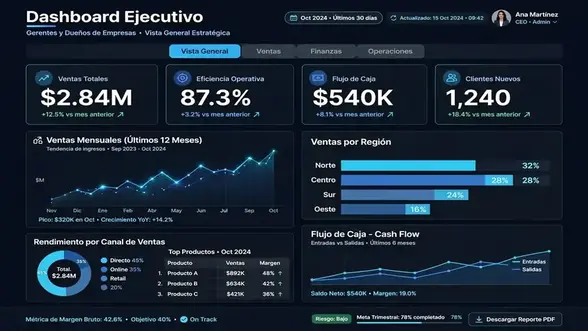 Dashboard Ejecutivo
Gerentes y Dueños de Empresas • Vista General Estratégica
Oct 2024 • Últimos 30 días
Actualizado: 15 Oct 2024 • 09:42
Ana Martínez
CEO - Admin
Vista General
Ventas
Finanzas
Operaciones
Ventas Totales
$2.84M
+12.5% vs mes anterior
Eficiencia Operativa
87.3%
+3.2% vs mes anterior
Flujo de Caja
$540K
+8.1% vs mes anterior
Clientes Nuevos
1,240
+18.4% vs mes anterior
Ventas Mensuales (Últimos 12 Meses)
Tendencia de ingresos • Sep 2023 - Oct 2024
$M
Nov Dic Ene Feb Mar Abr May Jun Jul Ago Sep Oct
Pico: $320K en Oct • Crecimiento YoY: +14.2%
Ventas por Región
Norte 32%
Centro 28% 28%
Sur 24%
Oeste 16%
Rendimiento por Canal de Ventas
35%
Total.
$2.84M
Directo 45%
Online 35%
Retail
20%
Top Productos • Oct 2024
Producto Ventas Margen
1. Producto A $892K 48% ↑
2. Producto B $634K 42% ↑
3. Producto C $421K 36% ↑
Flujo de Caja - Cash Flow
Entradas vs Salidas • Últimos 6 meses
Entradas
Salidas
Saldo Neto: $540K • Margen: 19.0%
Métrica de Margen Bruto: 42.6% • Objetivo 40%
On Track
Riesgo: Bajo
Meta Trimestral: 78% completado 78%
Descargar Reporte PDF